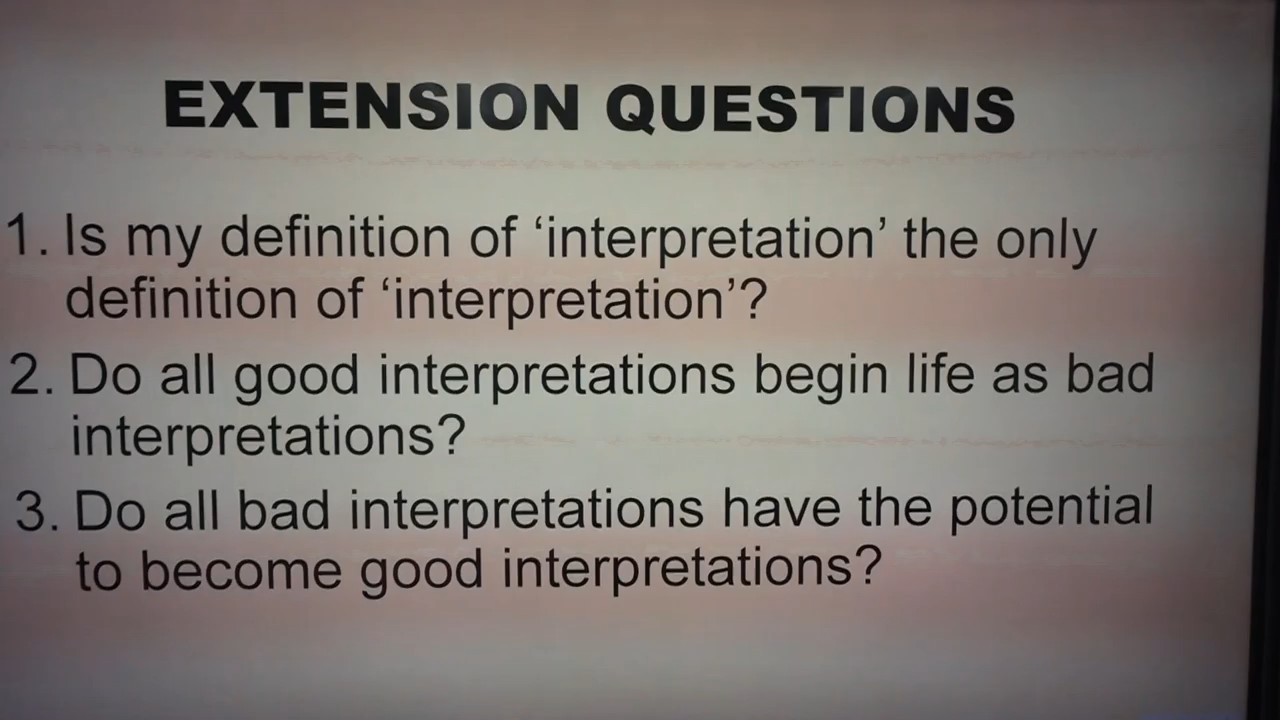 EXTENSION QUESTIONS
1. Is my definition of ‘interpretation’ the only
definition of ‘interpretation’?
2. Do all good interpretations begin life as bad
interpretations?
3. Do all bad interpretations have the potential
to become good interpretations?